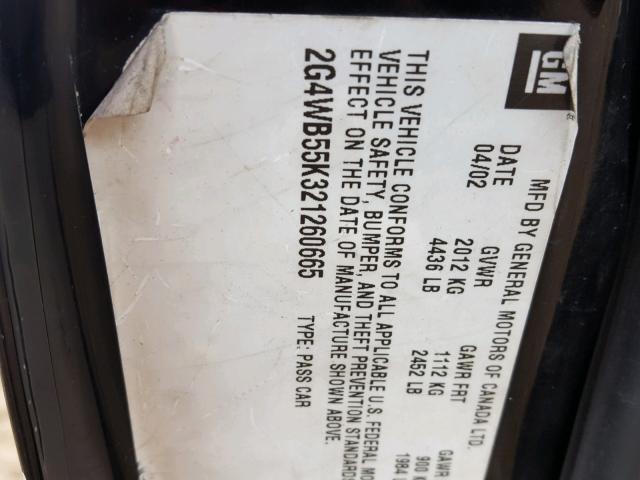 GM
MFD BY GENERAL MOTORS OF CANADA LTD.
DATE GVWR GAWR FRT GAWR
04/02 2012 KG 1112 KG 900
4436 LB 2452 LB 1984
THIS VEHICLE CONFORMS TO ALL APPLICABLE U.S. FEDERAL MO
VEHICLE SAFETY, BUMPER, AND THEFT PREVENTION STANDARDS
EFFECT ON THE DATE OF MANUFACTURE SHOWN ABOVE.
2G4WB55K321260665 TYPE: PASS CAR